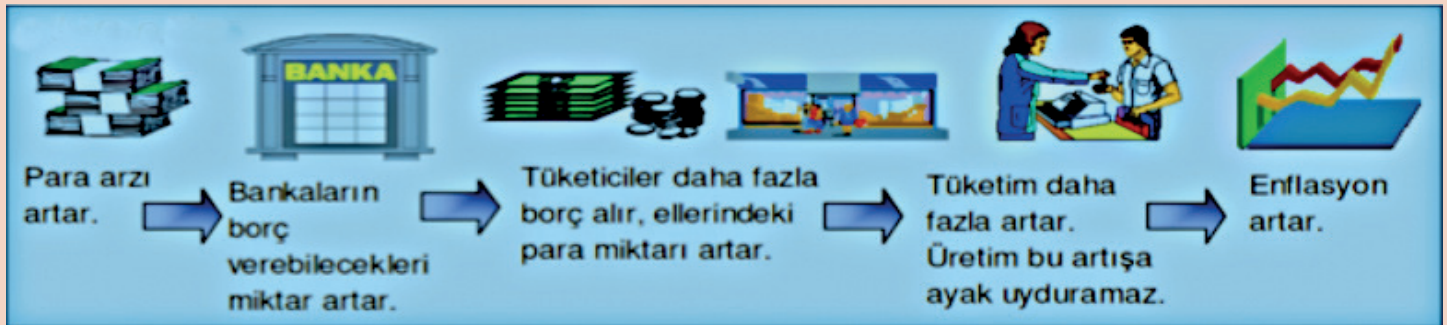 BANKA
Para arzı
artar.
Bankaların
borç
verebilecekleri
miktar artar.
Tüketiciler daha fazla
borç alır, ellerindeki
para miktarı artar.
Tüketim daha
fazla artar.
Üretim bu artışa
ayak uyduramaz.
Enflasyon
artar.